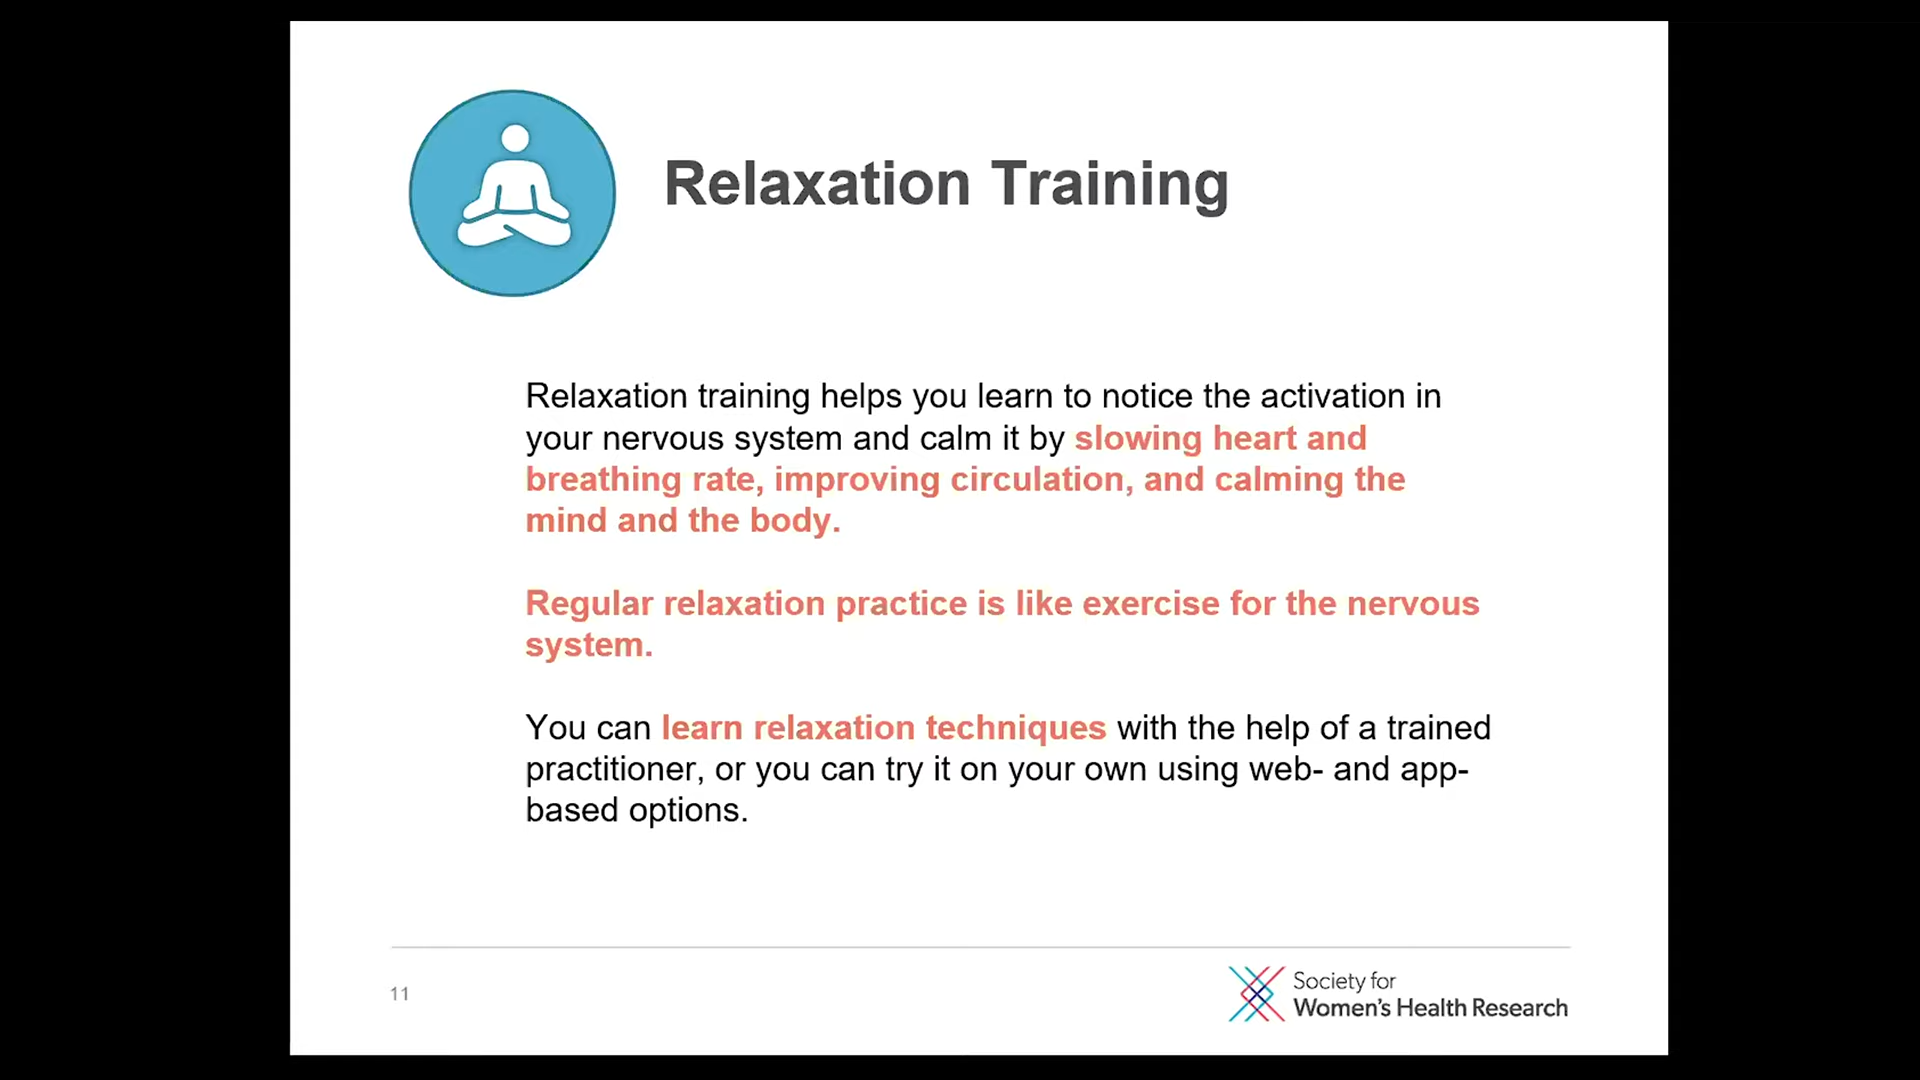 Relaxation Training
Relaxation training helps you learn to notice the activation in
your nervous system and calm it by slowing heart and
breathing rate, improving circulation, and calming the
mind and the body.
Regular relaxation practice is like exercise for the nervous
system.
You can learn relaxation techniques with the help of a trained
practitioner, or you can try it on your own using web- and app-
based options.
11
Society for
Women's Health Research